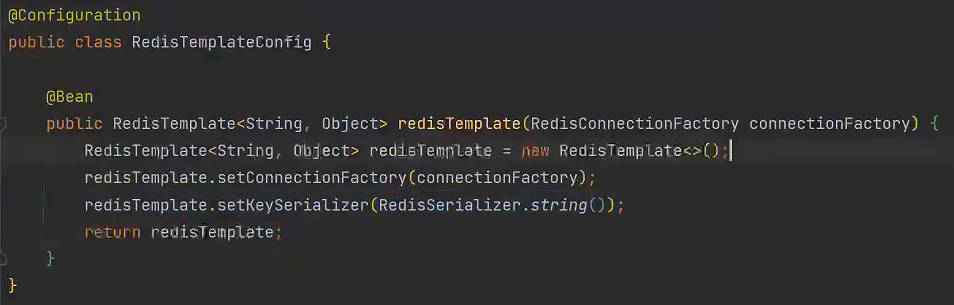 @Configuration
public class RedisTemplateConfig {
@Bean
public RedisTemplate<String, Object> redisTemplate(RedisConnectionFactory connectionFactory) {
RedisTemplate<String, Object> redisTemplate = new RedisTemplate<>();
redisTemplate.setConnectionFactory(connectionFactory);
redisTemplate.setKeySerializer(RedisSerializer.string());
return redisTemplate;
}
}